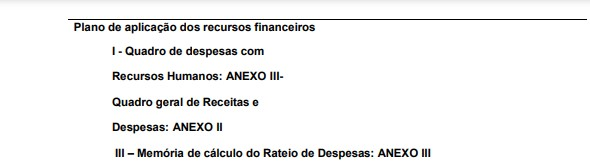 Plano de aplicação dos recursos financeiros
I - Quadro de despesas com
Recursos Humanos: ANEXO III-
Quadro geral de Receitas e
Despesas: ANEXO II
III – Memória de cálculo do Rateio de Despesas: ANEXO III